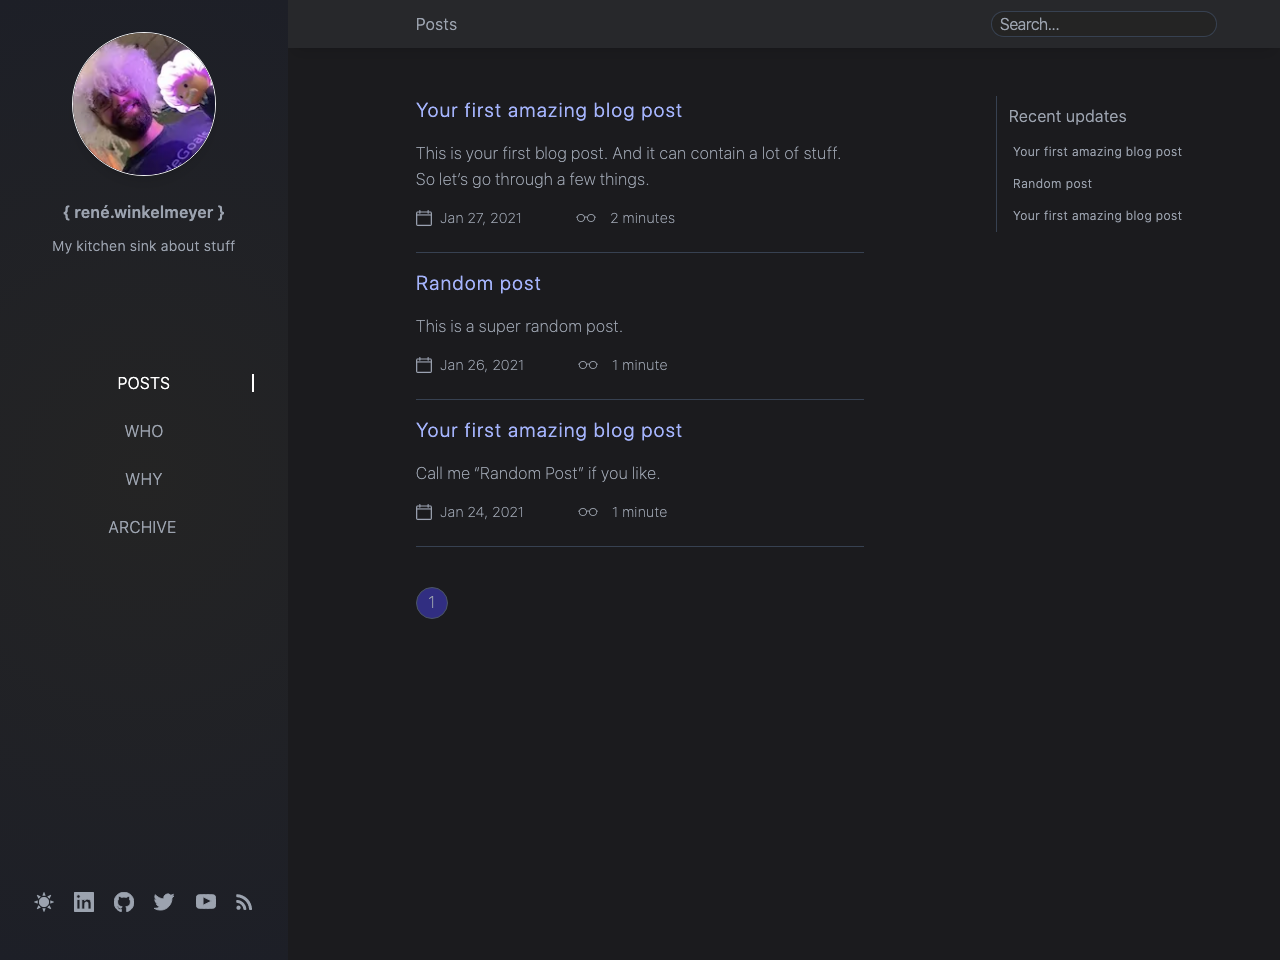 { rené.winkelmeyer }
My kitchen sink about stuff
POSTS
WHO
WHY
ARCHIVE
Posts
Search...
Your first amazing blog post
This is your first blog post. And it can contain a lot of stuff.
So let’s go through a few things.
Jan 27, 2021 2 minutes
Random post
This is a super random post.
Jan 26, 2021 1 minute
Your first amazing blog post
Call me “Random Post” if you like.
Jan 24, 2021 1 minute
1
Recent updates
Your first amazing blog post
Random post
Your first amazing blog post